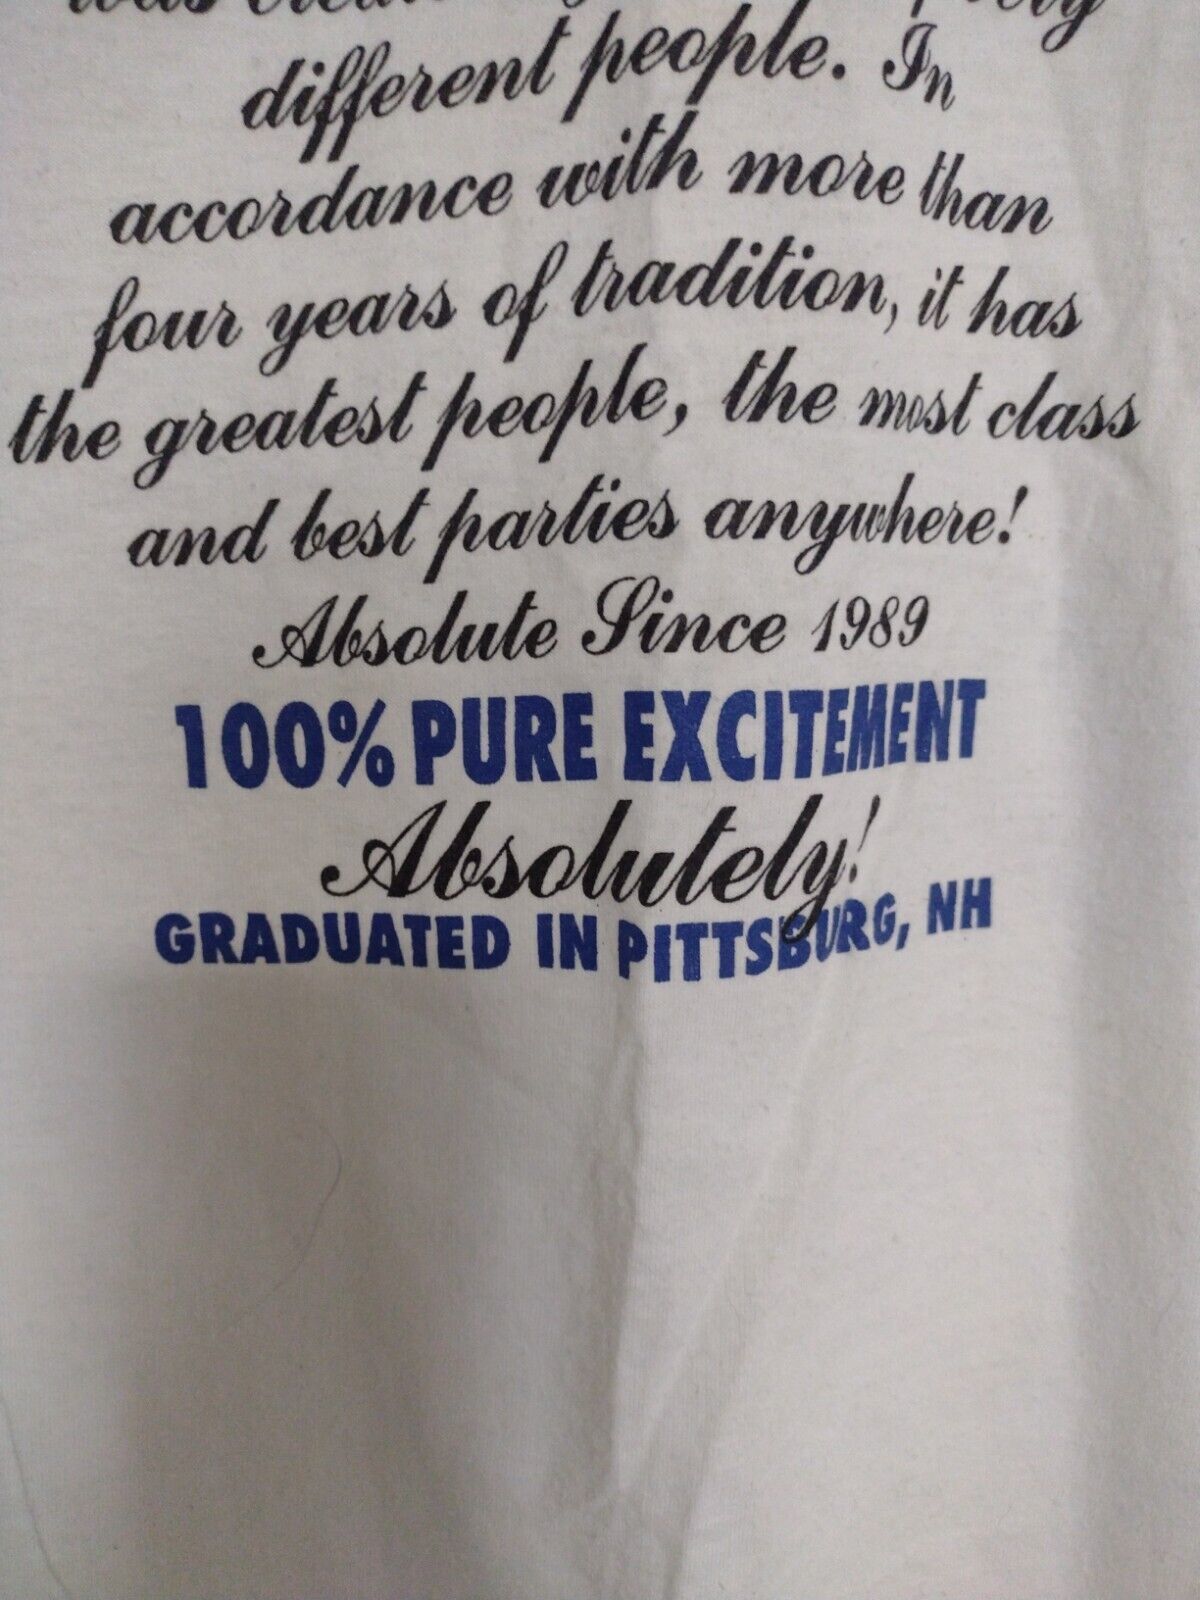 was
different people. In
accordance with more than
four years of tradition, it has
the greatest people, the most class
and best parties anywhere!
Absolute Since 1989
100% PURE EXCITEMENT
Absolutely!
GRADUATED IN PITTSBURG, NH